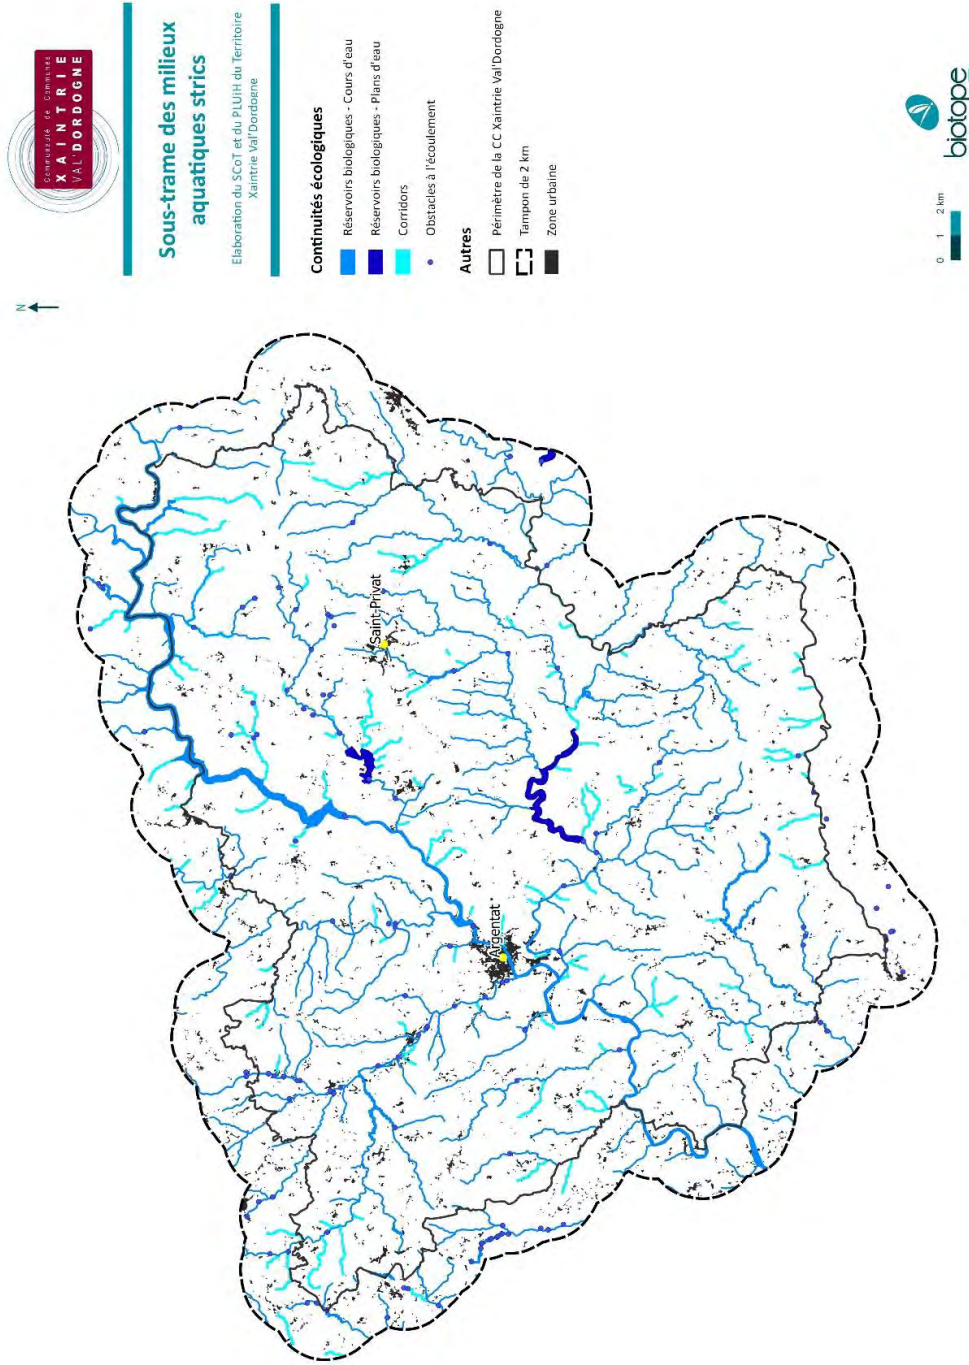 Communauté de Communes
XAINTRIE
VAL'DORDOGNE
Sous-trame des milieux
aquatiques strics
Elaboration du SCoT et du PLUiH du Territoire
Xaintrie Val'Dordogne
Continuités écologiques
Réservoirs biologiques - Cours d'eau
Réservoirs biologiques - Plans d'eau
Corridors
Obstacles à l'écoulement
Autres
Périmètre de la CC Xaintrie Val'Dordogne
Tampon de 2 km
Zone urbaine
0 1 2 km
biotope
N
Saint-Privat
Argentat